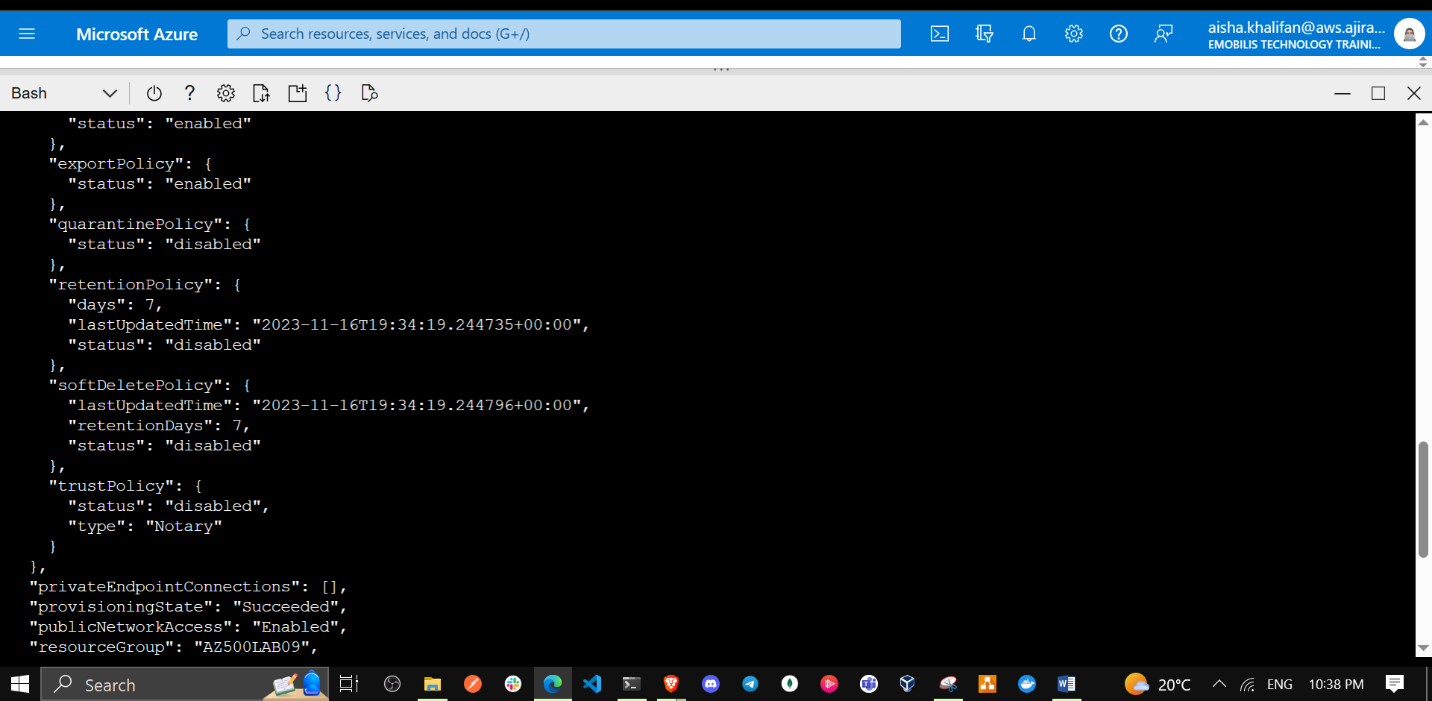 Microsoft Azure
Search resources, services, and docs (G+/)
aisha.khalifan@aws.ajira...
EMOBILIS TECHNOLOGY TRAINI...
Bash
"status": "enabled"
},
"exportPolicy": {
"status": "enabled"
},
"quarantinePolicy": {
"status": "disabled"
},
"retentionPolicy": {
"days": 7,
"lastUpdatedTime": "2023-11-16T19:34:19.244735+00:00",
"status": "disabled"
},
"softDeletePolicy": {
"lastUpdatedTime": "2023-11-16T19:34:19.244796+00:00",
"retentionDays": 7,
"status": "disabled"
},
"trustPolicy": {
"status": "disabled",
"type": "Notary"
}
},
"privateEndpointConnections": [],
"provisioningState": "Succeeded",
"publicNetworkAccess": "Enabled",
"resourceGroup": "AZ500LAB09",
Search
20°C
ENG
10:38 PM